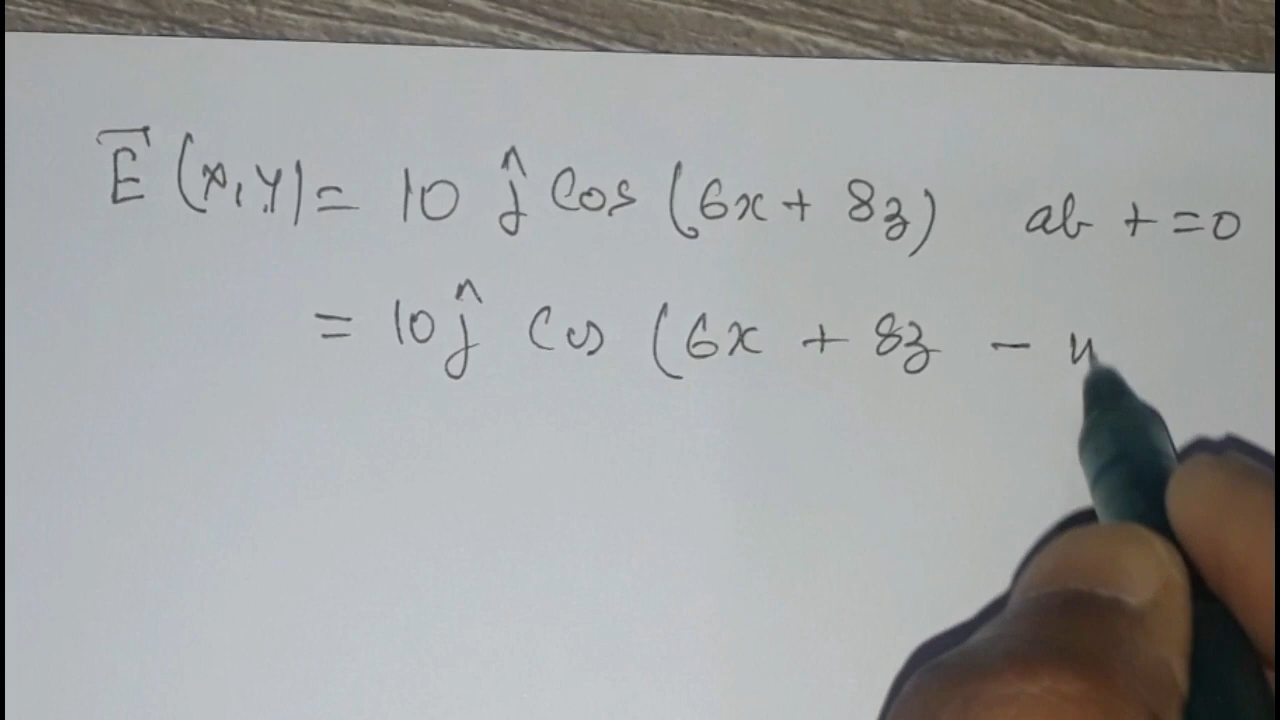 E⃗ (x,y) = 10 ĵ Cos (6x + 8z) at t = 0
= 10 ĵ Cos (6x + 8z -